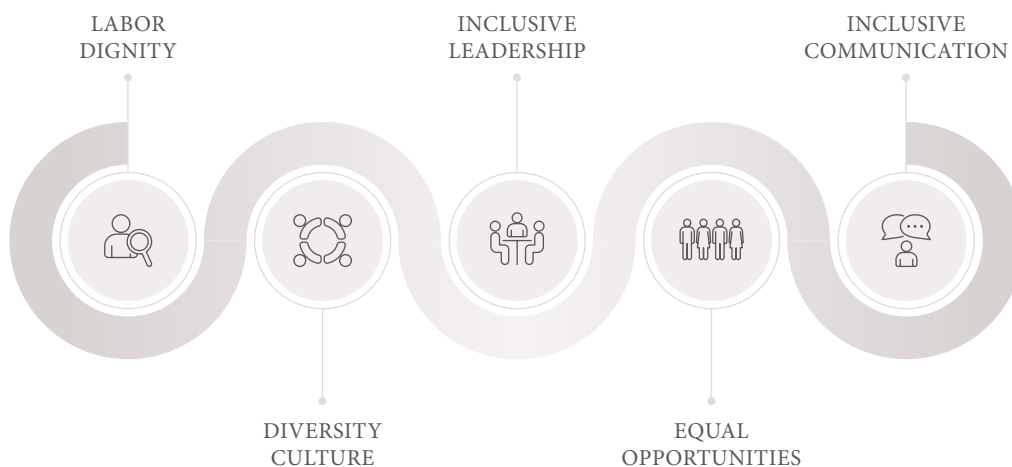 LABOR
DIGNITY
INCLUSIVE
LEADERSHIP
INCLUSIVE
COMMUNICATION
DIVERSITY
CULTURE
EQUAL
OPPORTUNITIES